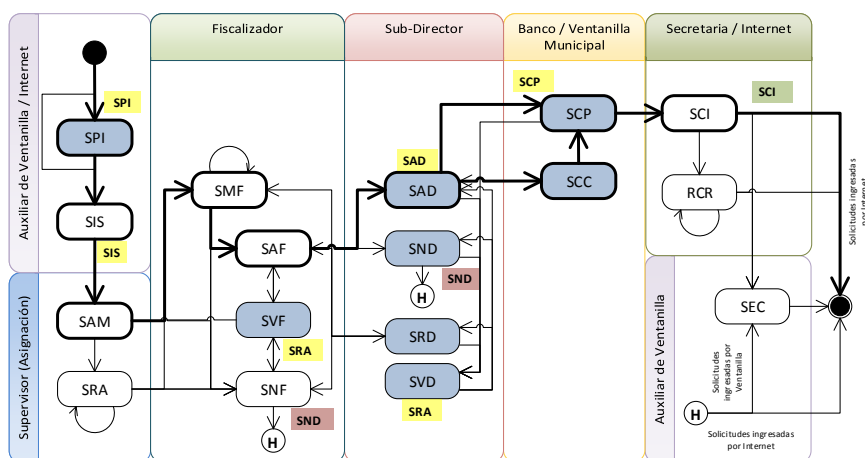 Fiscalizador
Sub-Director
Banco / Ventanilla
Municipal
Secretaria / Internet
Auxiliar de Ventanilla / Internet
Supervisor (Asignación)
SPI
SPI
SIS
SIS
SAM
SRA
SMF
SAF
SVF
SRA
SNF
SND
H
SAD
SAD
SND
SND
H
SRD
SVD
SRA
SCP
SCP
SCC
SCI
SCI
RCR
Solicitudes ingresadas
por Internet
Auxiliar de Ventanilla
SEC
Solicitudes
ingresadas por
Ventanilla
H
Solicitudes ingresadas
por Internet